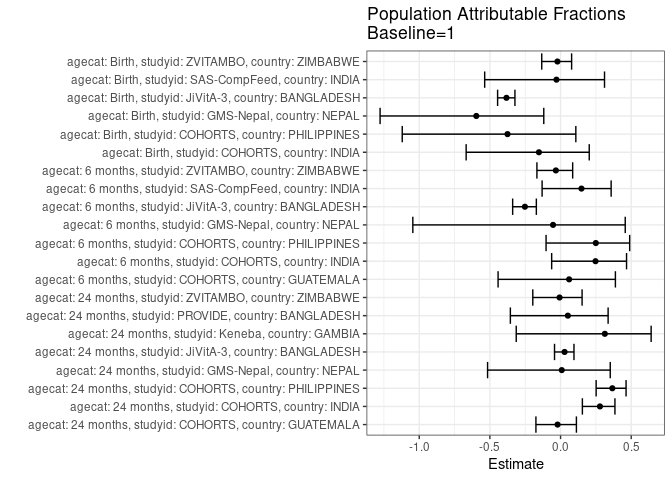 Population Attributable Fractions
Baseline=1
agecat: Birth, studyid: ZVITAMBO, country: ZIMBABWE
agecat: Birth, studyid: SAS-CompFeed, country: INDIA
agecat: Birth, studyid: JiVitA-3, country: BANGLADESH
agecat: Birth, studyid: GMS-Nepal, country: NEPAL
agecat: Birth, studyid: COHORTS, country: PHILIPPINES
agecat: Birth, studyid: COHORTS, country: INDIA
agecat: 6 months, studyid: ZVITAMBO, country: ZIMBABWE
agecat: 6 months, studyid: SAS-CompFeed, country: INDIA
agecat: 6 months, studyid: JiVitA-3, country: BANGLADESH
agecat: 6 months, studyid: GMS-Nepal, country: NEPAL
agecat: 6 months, studyid: COHORTS, country: PHILIPPINES
agecat: 6 months, studyid: COHORTS, country: INDIA
agecat: 6 months, studyid: COHORTS, country: GUATEMALA
agecat: 24 months, studyid: ZVITAMBO, country: ZIMBABWE
agecat: 24 months, studyid: PROVIDE, country: BANGLADESH
agecat: 24 months, studyid: Keneba, country: GAMBIA
agecat: 24 months, studyid: JiVitA-3, country: BANGLADESH
agecat: 24 months, studyid: GMS-Nepal, country: NEPAL
agecat: 24 months, studyid: COHORTS, country: PHILIPPINES
agecat: 24 months, studyid: COHORTS, country: INDIA
agecat: 24 months, studyid: COHORTS, country: GUATEMALA
-1.0 -0.5 0.0 0.5
Estimate